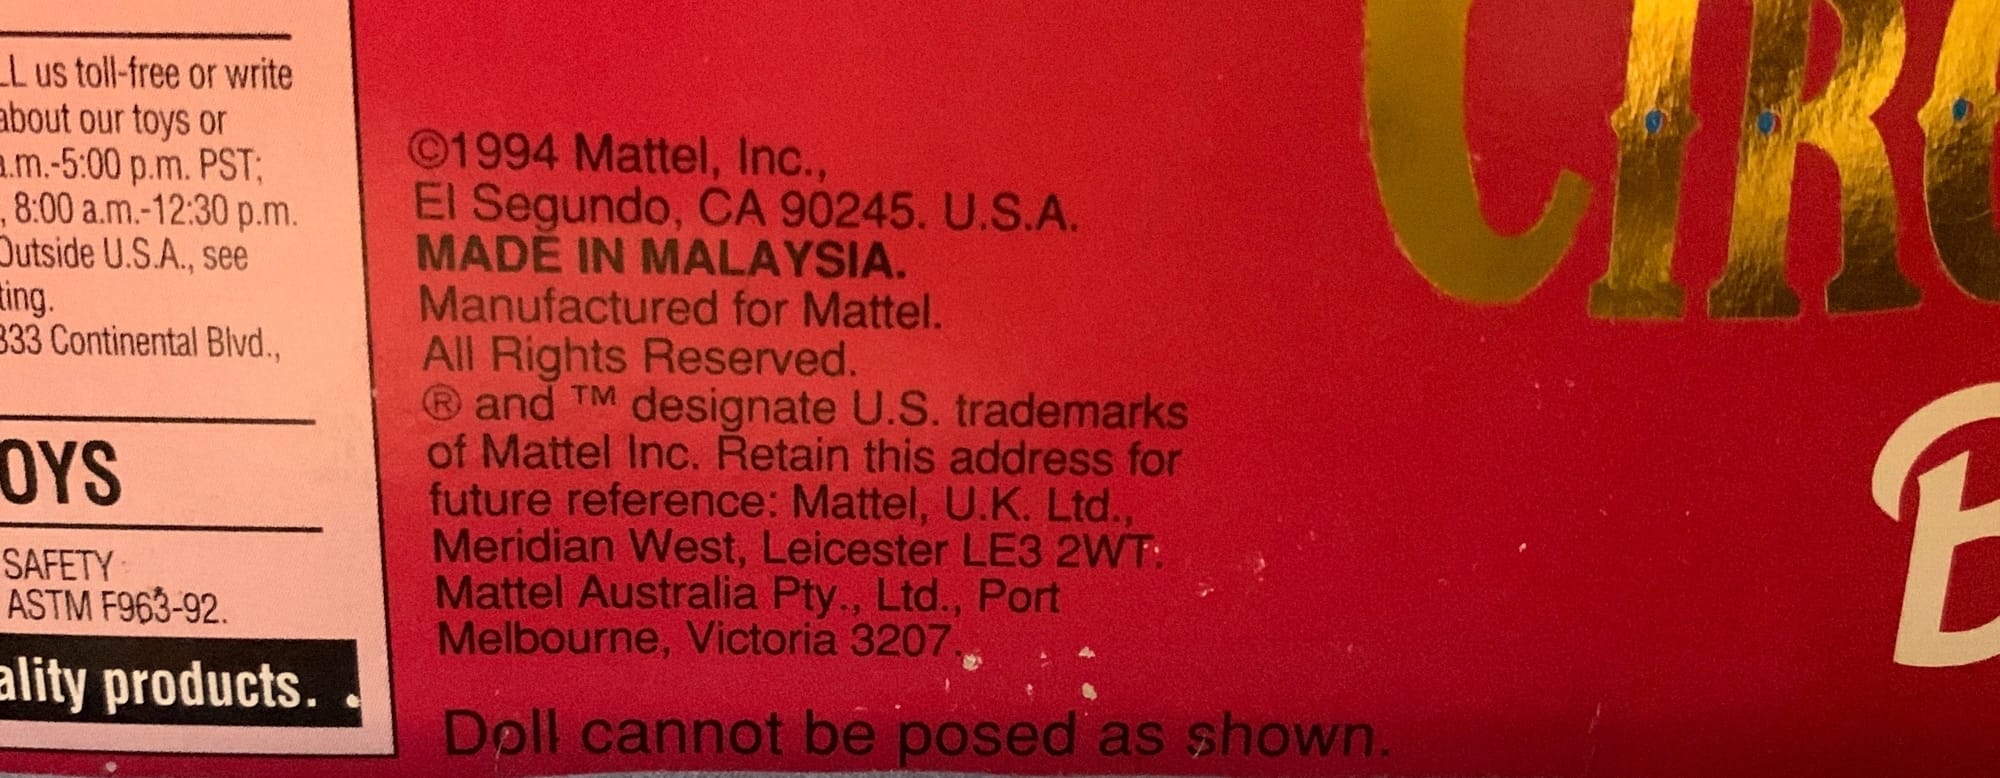 LL us toll-free or write
about our toys or
a.m.-5:00 p.m. PST;
, 8:00 a.m.-12:30 p.m.
Outside U.S.A., see
ting.
333 Continental Blvd.,
OYS
SAFETY
ASTM F963-92.
ality products.
©1994 Mattel, Inc.,
El Segundo, CA 90245. U.S.A.
MADE IN MALAYSIA.
Manufactured for Mattel.
All Rights Reserved.
® and ™ designate U.S. trademarks
of Mattel Inc. Retain this address for
future reference: Mattel, U.K. Ltd.,
Meridian West, Leicester LE3 2WT.
Mattel Australia Pty., Ltd., Port
Melbourne, Victoria 3207.
Doll cannot be posed as shown.
CIRC
B